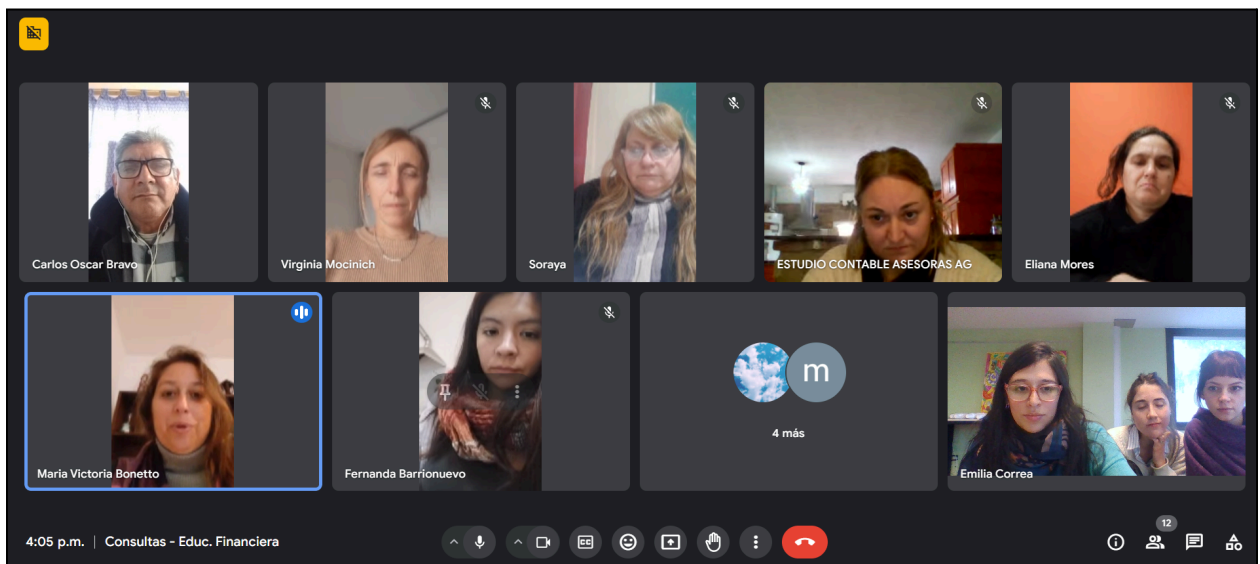 Carlos Oscar Bravo
Virginia Mocinich
Soraya
ESTUDIO CONTABLE ASESORAS AG
Eliana Mores
Maria Victoria Bonetto
Fernanda Barrionuevo
m
4 más
Emilia Correa
4:05 p.m. | Consultas - Educ. Financiera
CC
12